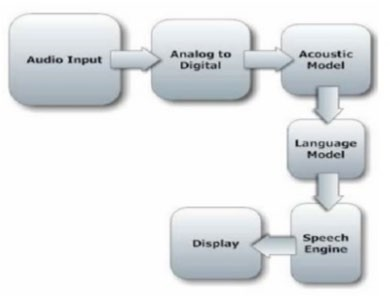 Audio Input
Analog to
Digital
Acoustic
Model
Language
Model
Speech
Engine
Display